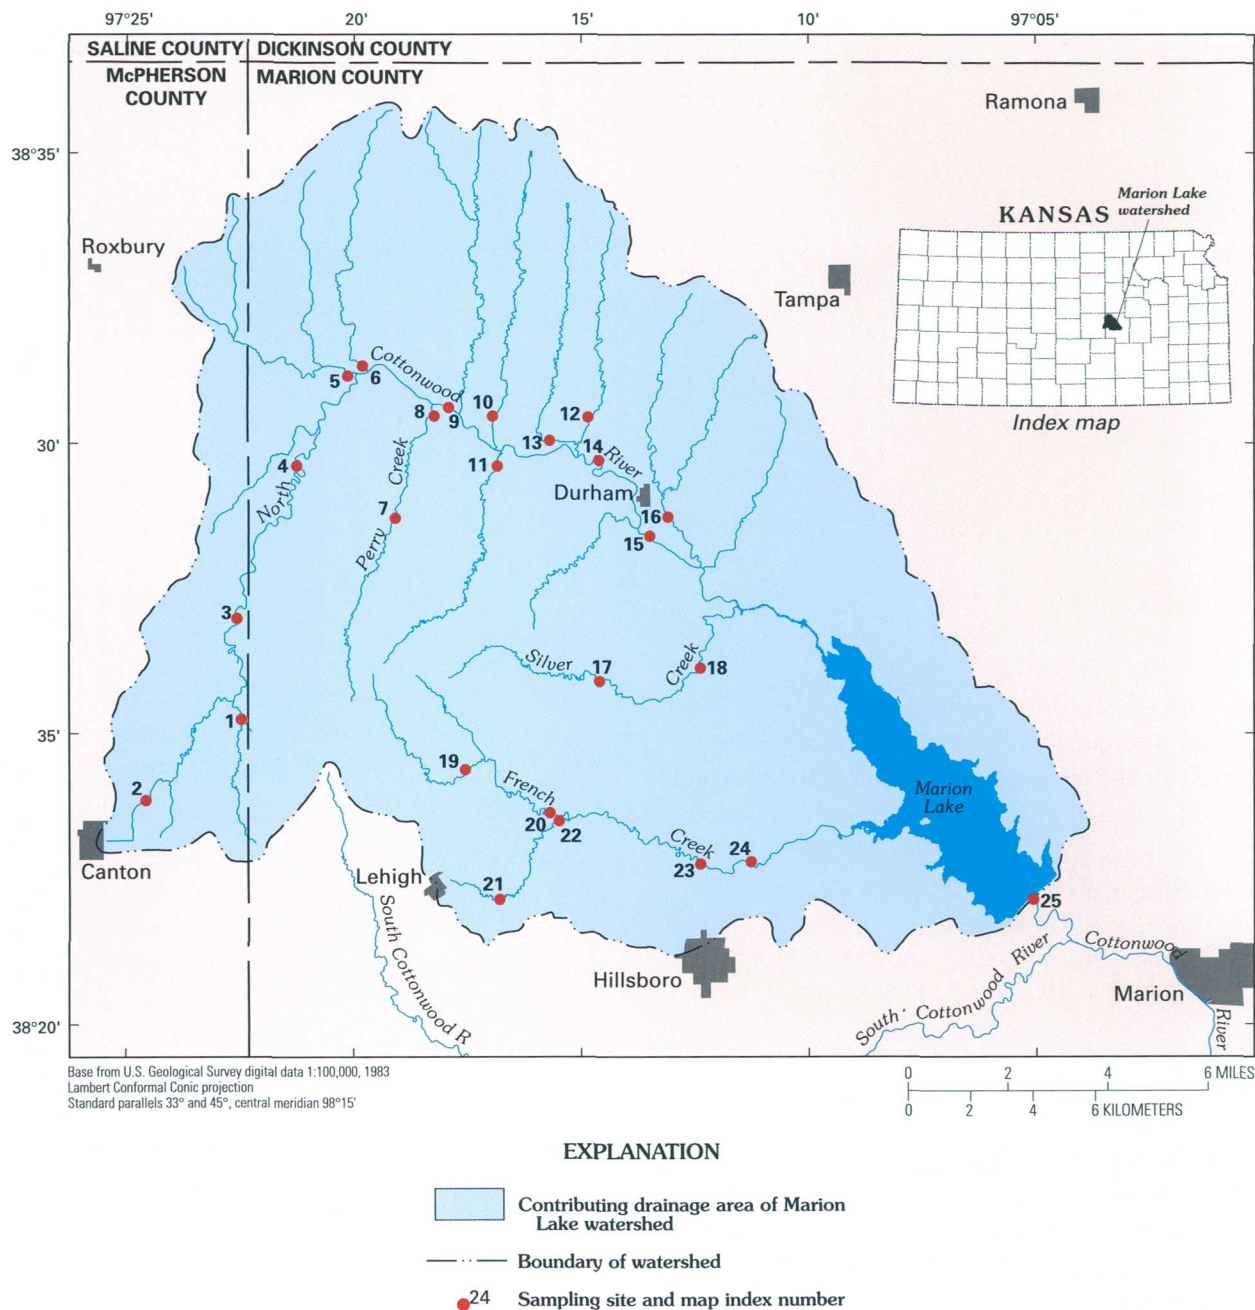 97°25' 20' 15' 10' 97°05'
SALINE COUNTY DICKINSON COUNTY
McPHERSON COUNTY MARION COUNTY
Ramona
38°35'
Marion Lake
watershed
KANSAS
Roxbury
Tampa
Index map
Cottonwood
5 6
8 9 10 12
13 14
30'
River
4 11
North
Creek
Durham
7 16
Perry
15
3
Silver
17
Creek
18
1
35'
19
2
French
Marion
Lake
20 22
Creek
23 24
Canton
Lehigh
21
25
South Cottonwood R
Hillsboro
South Cottonwood River
Cottonwood
Marion
River
38°20'
Base from U.S. Geological Survey digital data 1:100,000, 1983
Lambert Conformal Conic projection
Standard parallels 33° and 45°, central meridian 98°15'
0 2 4 6 MILES
0 2 4 6 KILOMETERS
EXPLANATION
Contributing drainage area of Marion
Lake watershed
Boundary of watershed
24 Sampling site and map index number